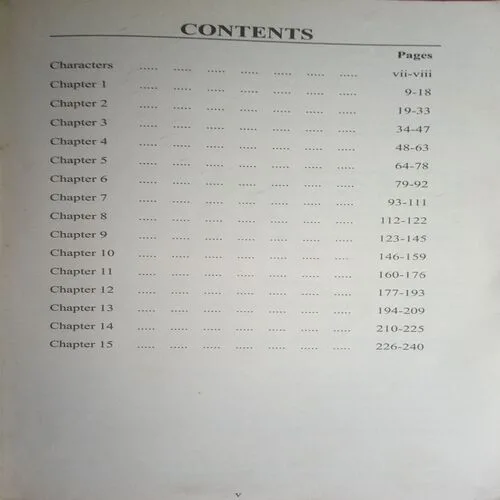 CONTENTS
Pages
Characters ..... ..... ..... ..... ..... ..... ..... vii-viii
Chapter 1 ..... ..... ..... ..... ..... ..... ..... 9-18
Chapter 2 ..... ..... ..... ..... ..... ..... ..... 19-33
Chapter 3 ..... ..... ..... ..... ..... ..... ..... 34-47
Chapter 4 ..... ..... ..... ..... ..... ..... ..... 48-63
Chapter 5 ..... ..... ..... ..... ..... ..... ..... 64-78
Chapter 6 ..... ..... ..... ..... ..... ..... ..... 79-92
Chapter 7 ..... ..... ..... ..... ..... ..... ..... 93-111
Chapter 8 ..... ..... ..... ..... ..... ..... ..... 112-122
Chapter 9 ..... ..... ..... ..... ..... ..... ..... 123-145
Chapter 10 ..... ..... ..... ..... ..... ..... ..... 146-159
Chapter 11 ..... ..... ..... ..... ..... ..... ..... 160-176
Chapter 12 ..... ..... ..... ..... ..... ..... ..... 177-193
Chapter 13 ..... ..... ..... ..... ..... ..... ..... 194-209
Chapter 14 ..... ..... ..... ..... ..... ..... ..... 210-225
Chapter 15 ..... ..... ..... ..... ..... ..... ..... 226-240
v